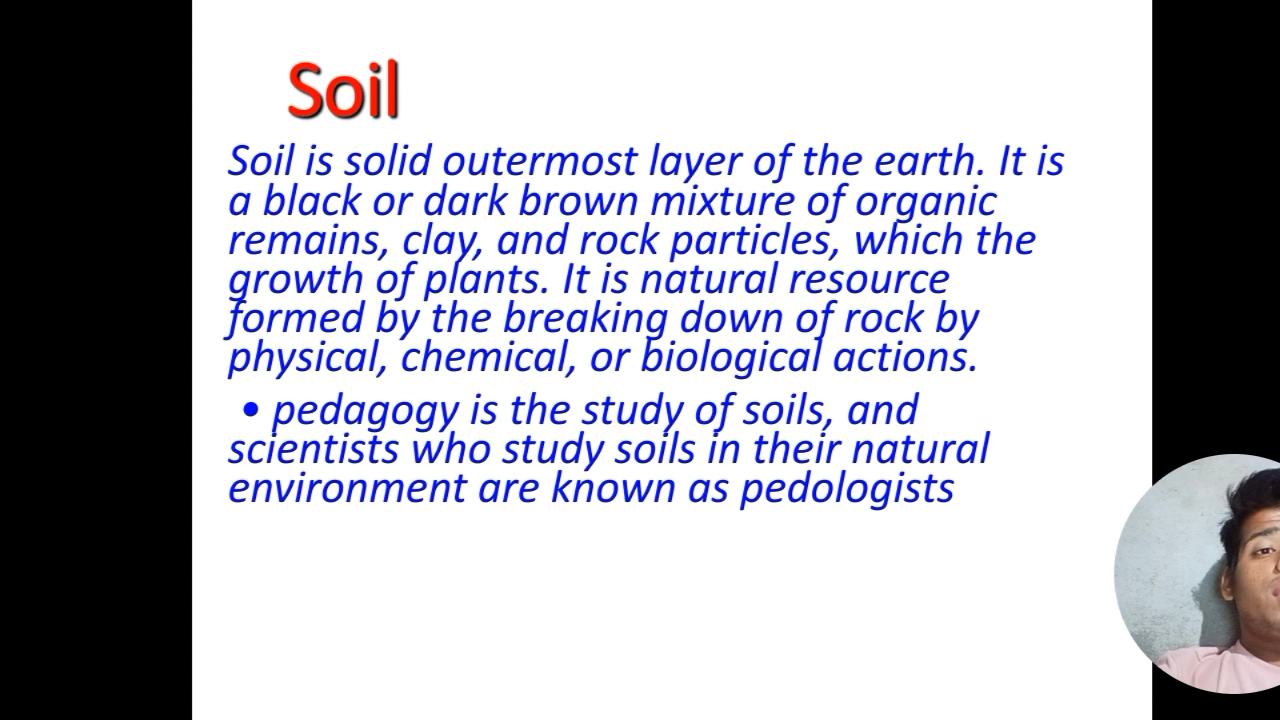 Soil
Soil is solid outermost layer of the earth. It is
a black or dark brown mixture of organic
remains, clay, and rock particles, which the
growth of plants. It is natural resource
formed by the breaking down of rock by
physical, chemical, or biological actions.
• pedagogy is the study of soils, and
scientists who study soils in their natural
environment are known as pedologists